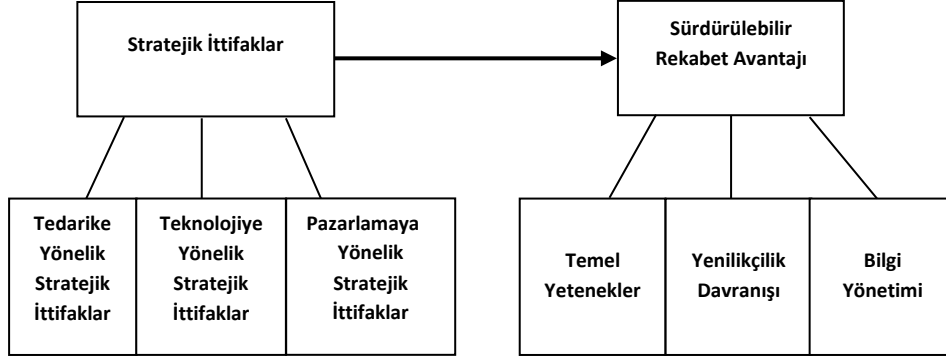 Stratejik İttifaklar
Sürdürülebilir
Rekabet Avantajı
Tedarike
Yönelik
Stratejik
İttifaklar
Teknolojiye
Yönelik
Stratejik
İttifaklar
Pazarlamaya
Yönelik
Stratejik
İttifaklar
Temel
Yetenekler
Yenilikçilik
Davranışı
Bilgi
Yönetimi